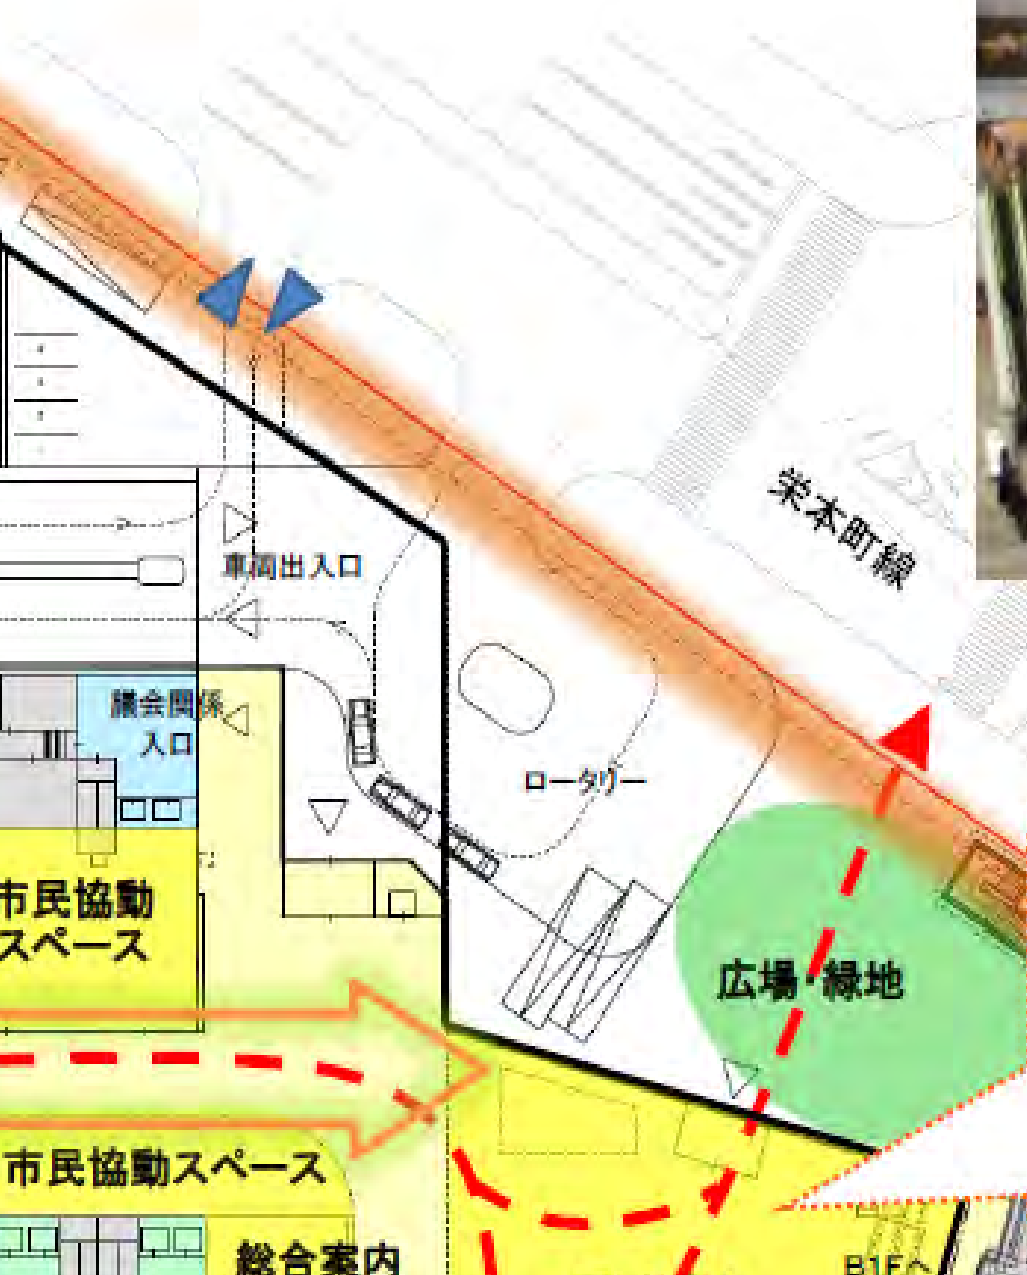 栄本町線
車両出入口
議会関係
入口
ロータリー
市民協動
スペース
広場・緑地
市民協動スペース
総合案内
B1Fへ